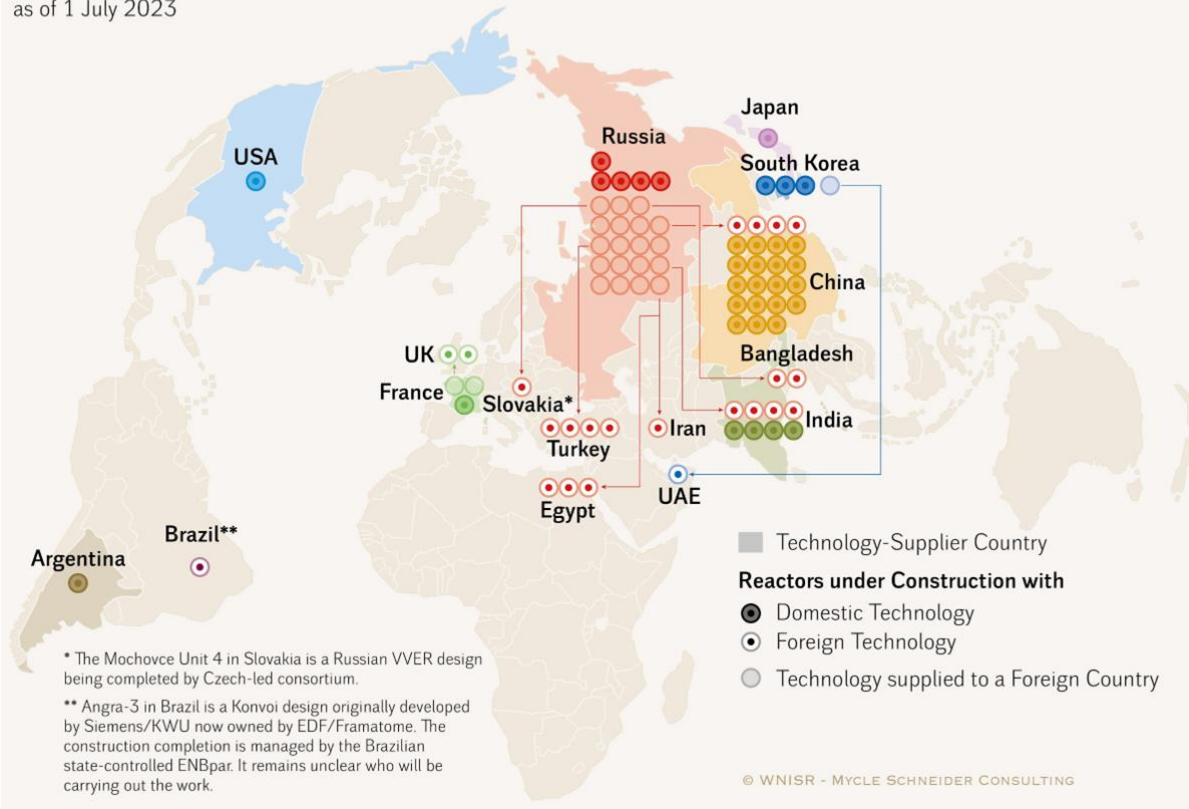 as of 1 July 2023
Japan
Russia
USA
South Korea
China
UK
Bangladesh
France
Slovakia*
India
Iran
Turkey
UAE
Egypt
Brazil**
Argentina
Technology-Supplier Country
Reactors under Construction with
Domestic Technology
Foreign Technology
Technology supplied to a Foreign Country
* The Mochovce Unit 4 in Slovakia is a Russian VVER design
being completed by Czech-led consortium.
** Angra-3 in Brazil is a Konvoi design originally developed
by Siemens/KWU now owned by EDF/Framatome. The
construction completion is managed by the Brazilian
state-controlled ENBpar. It remains unclear who will be
carrying out the work.
© WNISR - Mycle Schneider Consulting